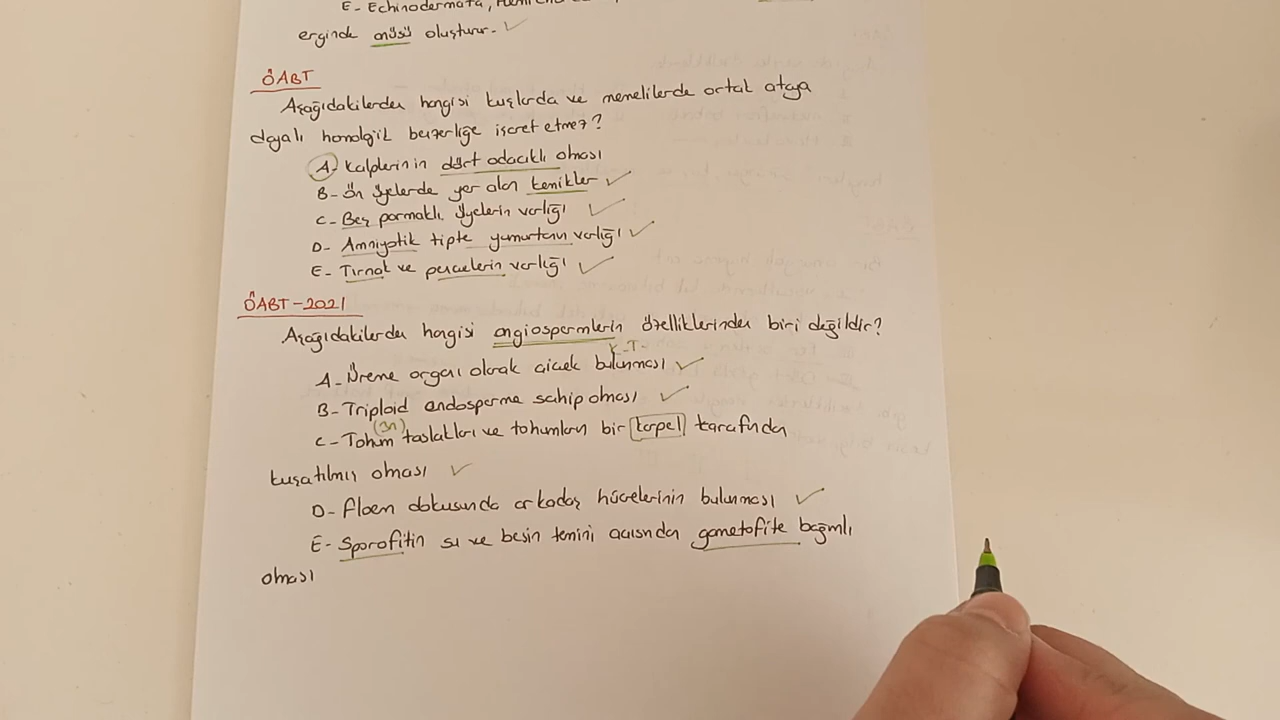 E- Echinodermata,
erginde anüsü oluşturur.
ÖABT
Aşağıdakilerden hangisi kuşlarda ve memelilerde ortak ataya
dayalı homolojik benzerliğe işaret etmez?
A- Kalplerinin dört odacıklı olması
B- Ön üyelerde yer alan kemikler
C- Beş parmaklı üyelerin varlığı
D- Amniyotik tipte yumurtanın varlığı
E- Tırnak ve pençelerin varlığı
ÖABT-2021
Aşağıdakilerden hangisi angiospermlerin özelliklerinden biri değildir?
A- Üreme organı olarak çiçek bulunması
B- Triploid endosperme sahip olması
(3n)
C- Tohum taslakları ve tohumların bir karpel tarafından
kuşatılmış olması
D- Floem dokusunda arkadaş hücrelerinin bulunması
E- Sporofitin su ve besin temini açısından gametofite bağımlı
olması